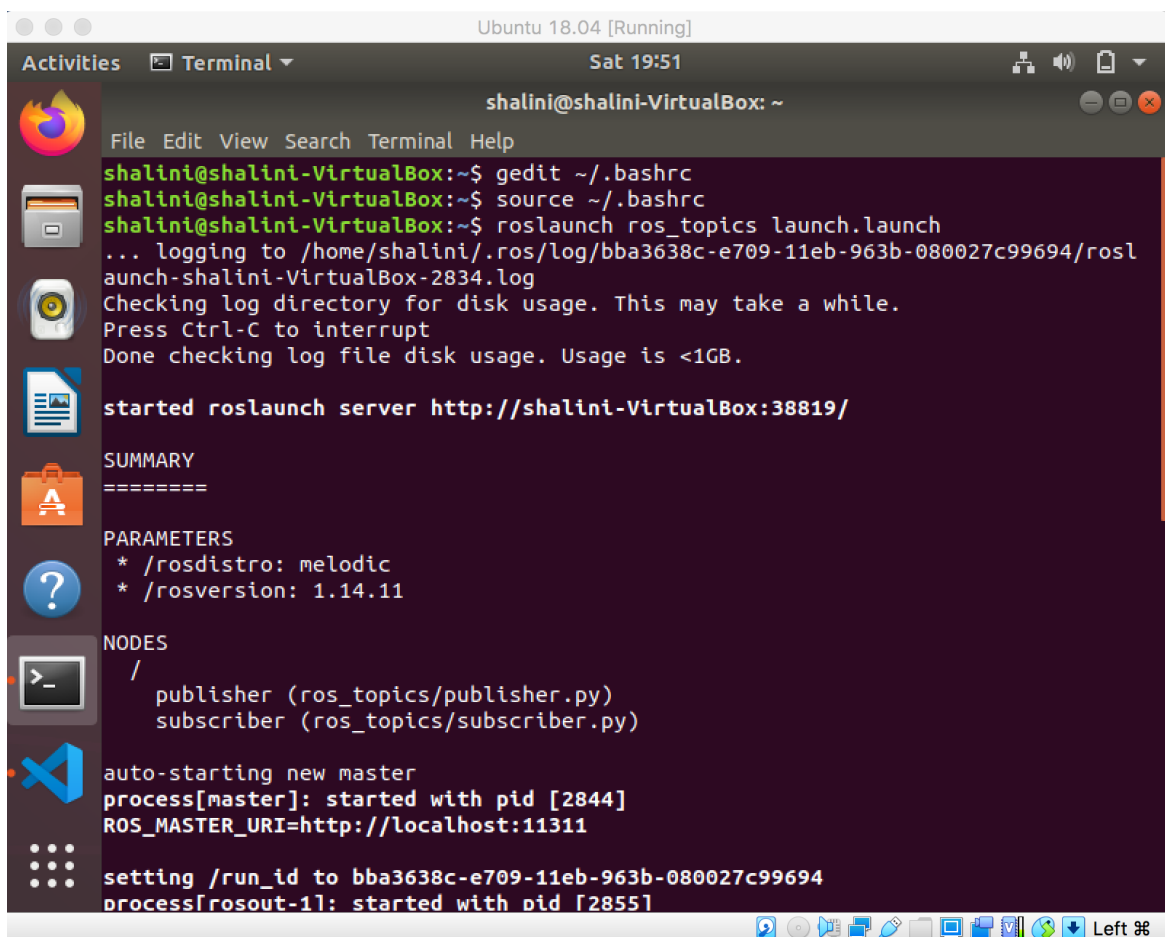 Ubuntu 18.04 [Running]
Activities Terminal Sat 19:51
shalini@shalini-VirtualBox: ~
File Edit View Search Terminal Help
shalini@shalini-VirtualBox:~$ gedit ~/.bashrc
shalini@shalini-VirtualBox:~$ source ~/.bashrc
shalini@shalini-VirtualBox:~$ roslaunch ros_topics launch.launch
... logging to /home/shalini/.ros/log/bba3638c-e709-11eb-963b-080027c99694/rosl
aunch-shalini-VirtualBox-2834.log
Checking log directory for disk usage. This may take a while.
Press Ctrl-C to interrupt
Done checking log file disk usage. Usage is <1GB.
started roslaunch server http://shalini-VirtualBox:38819/
SUMMARY
========
PARAMETERS
* /rosdistro: melodic
* /rosversion: 1.14.11
NODES
/
publisher (ros_topics/publisher.py)
subscriber (ros_topics/subscriber.py)
auto-starting new master
process[master]: started with pid [2844]
ROS_MASTER_URI=http://localhost:11311
setting /run_id to bba3638c-e709-11eb-963b-080027c99694
process[rosout-1]: started with pid [2855]
Left ⌘